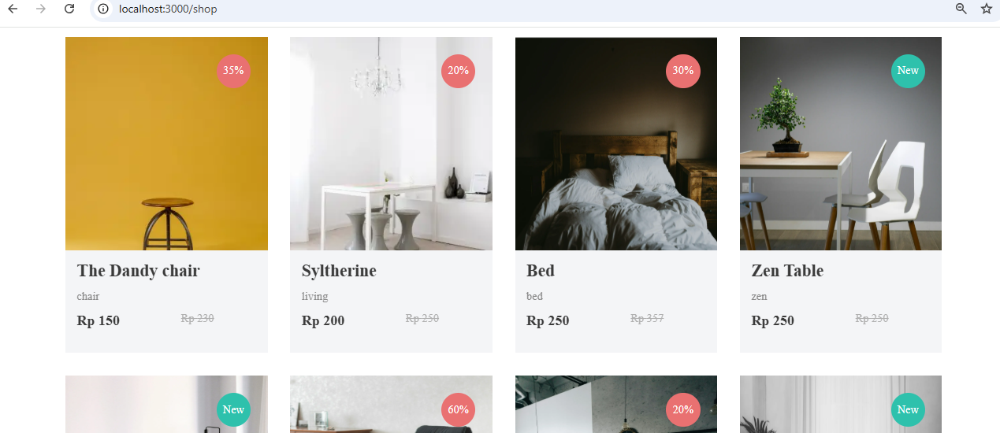 localhost:3000/shop
35%
20%
30%
New
The Dandy chair
Syltherine
Bed
Zen Table
chair
living
bed
zen
Rp 150 Rp 230
Rp 200 Rp 250
Rp 250 Rp 357
Rp 250 Rp 250
New
60%
20%
New